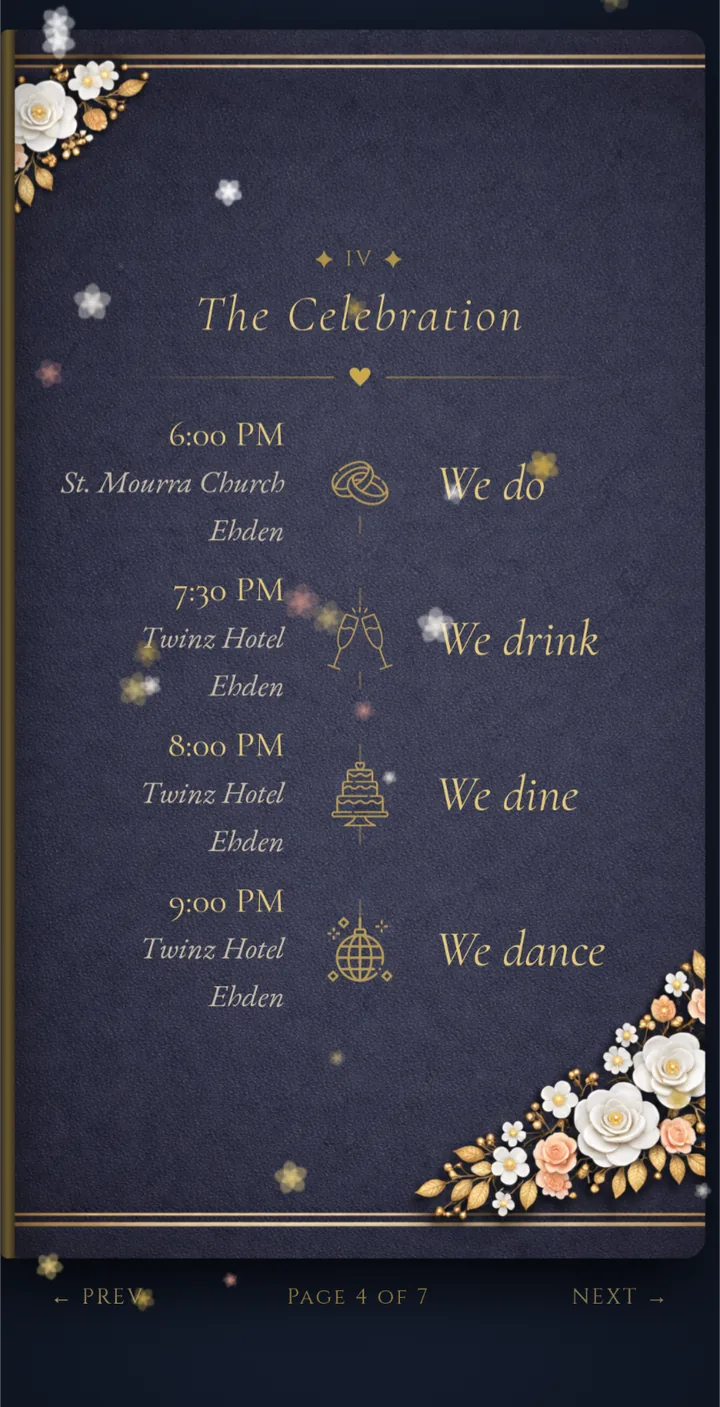 IV
The Celebration
6:00 PM
St. Mourra Church
Ehden
We do
7:30 PM
Twinz Hotel
Ehden
We drink
8:00 PM
Twinz Hotel
Ehden
We dine
9:00 PM
Twinz Hotel
Ehden
We dance
← PREV
PAGE 4 OF 7
NEXT →